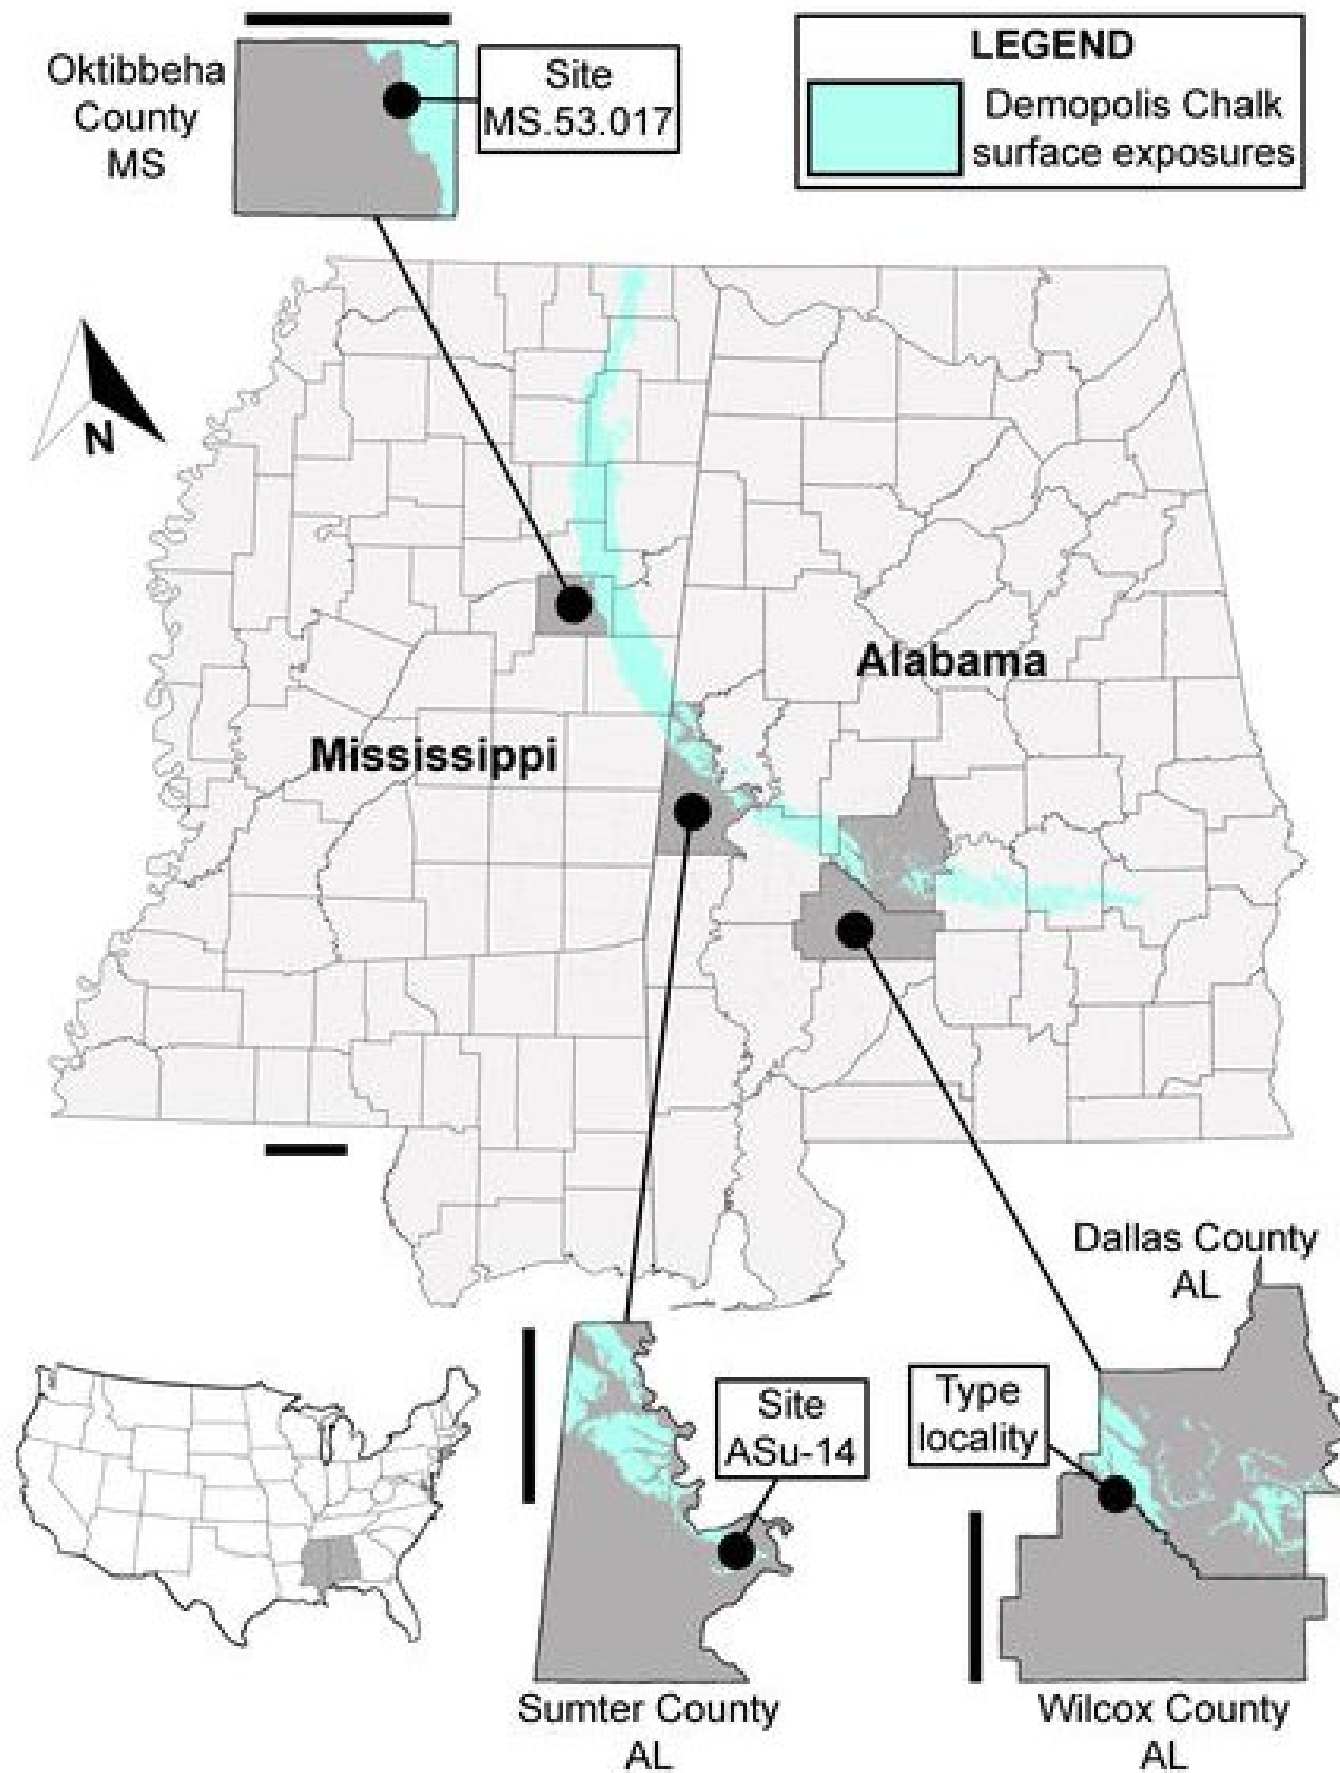 Oktibbeha
County
MS
Site
MS.53.017
LEGEND
Demopolis Chalk
surface exposures
N
Alabama
Mississippi
Dallas County
AL
Site
ASu-14
Type
locality
Sumter County
AL
Wilcox County
AL